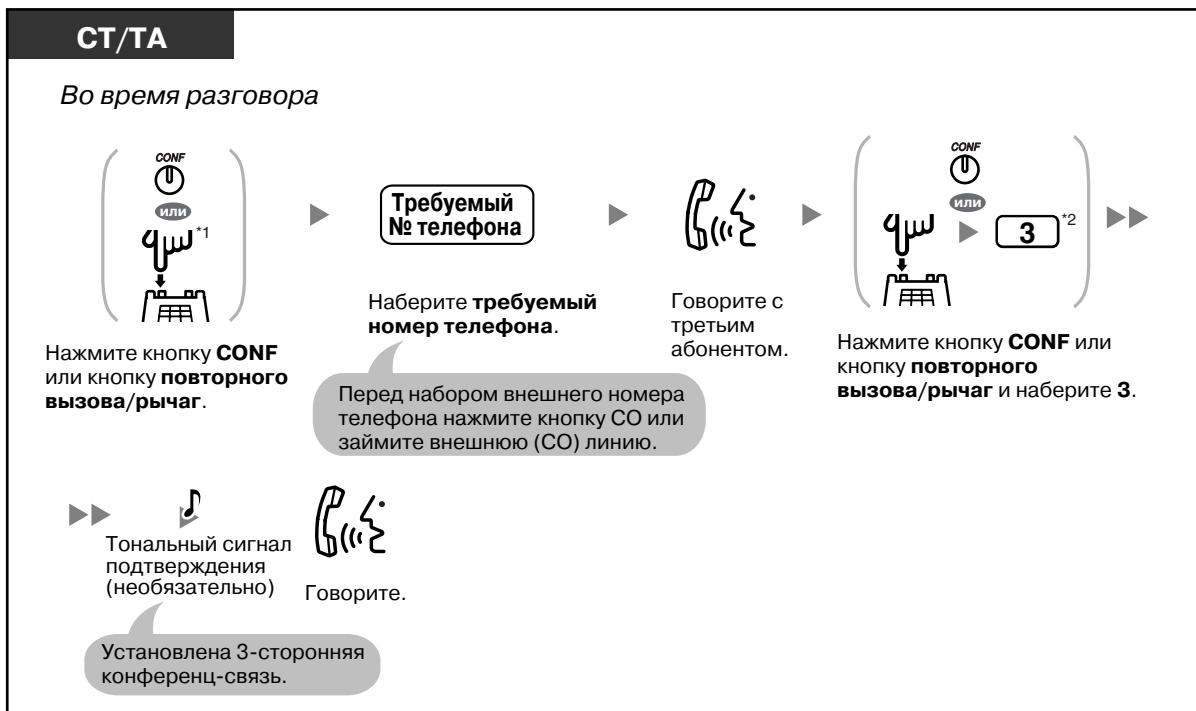 СТ/ТА
Во время разговора
CONF
или
*1
Нажмите кнопку CONF
или кнопку повторного
вызова/рычаг.
Требуемый
№ телефона
Наберите требуемый
номер телефона.
Перед набором внешнего номера
телефона нажмите кнопку CO или
займите внешнюю (CO) линию.
Говорите с
третьим
абонентом.
CONF
или
3 *2
Нажмите кнопку CONF или
кнопку повторного
вызова/рычаг и наберите 3.
Тональный сигнал
подтверждения
(необязательно)
Говорите.
Установлена 3-сторонняя
конференц-связь.